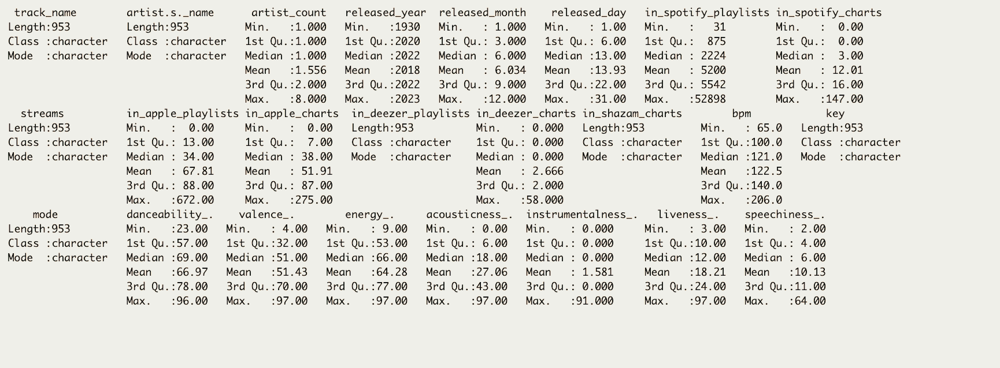 track_name artist.s._name artist_count released_year released_month released_day in_spotify_playlists in_spotify_charts
Length:953 Length:953 Min. :1.000 Min. :1930 Min. : 1.000 Min. : 1.00 Min. : 31 Min. : 0.00
Class :character Class :character 1st Qu.:1.000 1st Qu.:2020 1st Qu.: 3.000 1st Qu.: 6.00 1st Qu.: 875 1st Qu.: 0.00
Mode :character Mode :character Median :1.000 Median :2022 Median : 6.000 Median :13.00 Median : 2224 Median : 3.00
Mean :1.556 Mean :2018 Mean : 6.034 Mean :13.93 Mean : 5200 Mean : 12.01
3rd Qu.:2.000 3rd Qu.:2022 3rd Qu.: 9.000 3rd Qu.:22.00 3rd Qu.: 5542 3rd Qu.: 16.00
Max. :8.000 Max. :2023 Max. :12.000 Max. :31.00 Max. :52898 Max. :147.00
streams in_apple_playlists in_apple_charts in_deezer_playlists in_deezer_charts in_shazam_charts bpm key
Length:953 Min. : 0.00 Min. : 0.00 Length:953 Min. : 0.000 Length:953 Min. : 65.0 Length:953
Class :character 1st Qu.: 13.00 1st Qu.: 7.00 Class :character 1st Qu.: 0.000 Class :character 1st Qu.:100.0 Class :character
Mode :character Median : 34.00 Median : 38.00 Mode :character Median : 0.000 Mode :character Median :121.0 Mode :character
Mean : 67.81 Mean : 51.91 Mean : 2.666 Mean :122.5
3rd Qu.: 88.00 3rd Qu.: 87.00 3rd Qu.: 2.000 3rd Qu.:140.0
Max. :672.00 Max. :275.00 Max. :58.000 Max. :206.0
mode danceability_. valence_. energy_. acousticness_. instrumentalness_. liveness_. speechiness_.
Length:953 Min. :23.00 Min. : 4.00 Min. : 9.00 Min. : 0.00 Min. : 0.000 Min. : 3.00 Min. : 2.00
Class :character 1st Qu.:57.00 1st Qu.:32.00 1st Qu.:53.00 1st Qu.: 6.00 1st Qu.: 0.000 1st Qu.:10.00 1st Qu.: 4.00
Mode :character Median :69.00 Median :51.00 Median :66.00 Median :18.00 Median : 0.000 Median :12.00 Median : 6.00
Mean :66.97 Mean :51.43 Mean :64.28 Mean :27.06 Mean : 1.581 Mean :18.21 Mean :10.13
3rd Qu.:78.00 3rd Qu.:70.00 3rd Qu.:77.00 3rd Qu.:43.00 3rd Qu.: 0.000 3rd Qu.:24.00 3rd Qu.:11.00
Max. :96.00 Max. :97.00 Max. :97.00 Max. :97.00 Max. :91.000 Max. :97.00 Max. :64.00